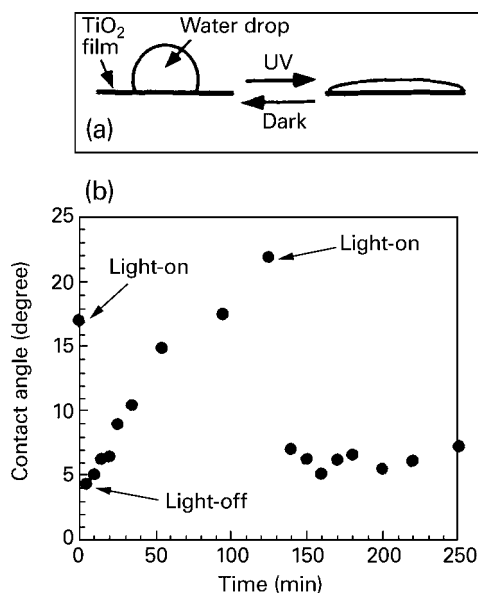 TiO2
film
Water drop
UV
Dark
(a)
(b)
25
20
15
10
5
0
Contact angle (degree)
Light-on
Light-on
Light-off
0
50
100
150
200
250
Time (min)